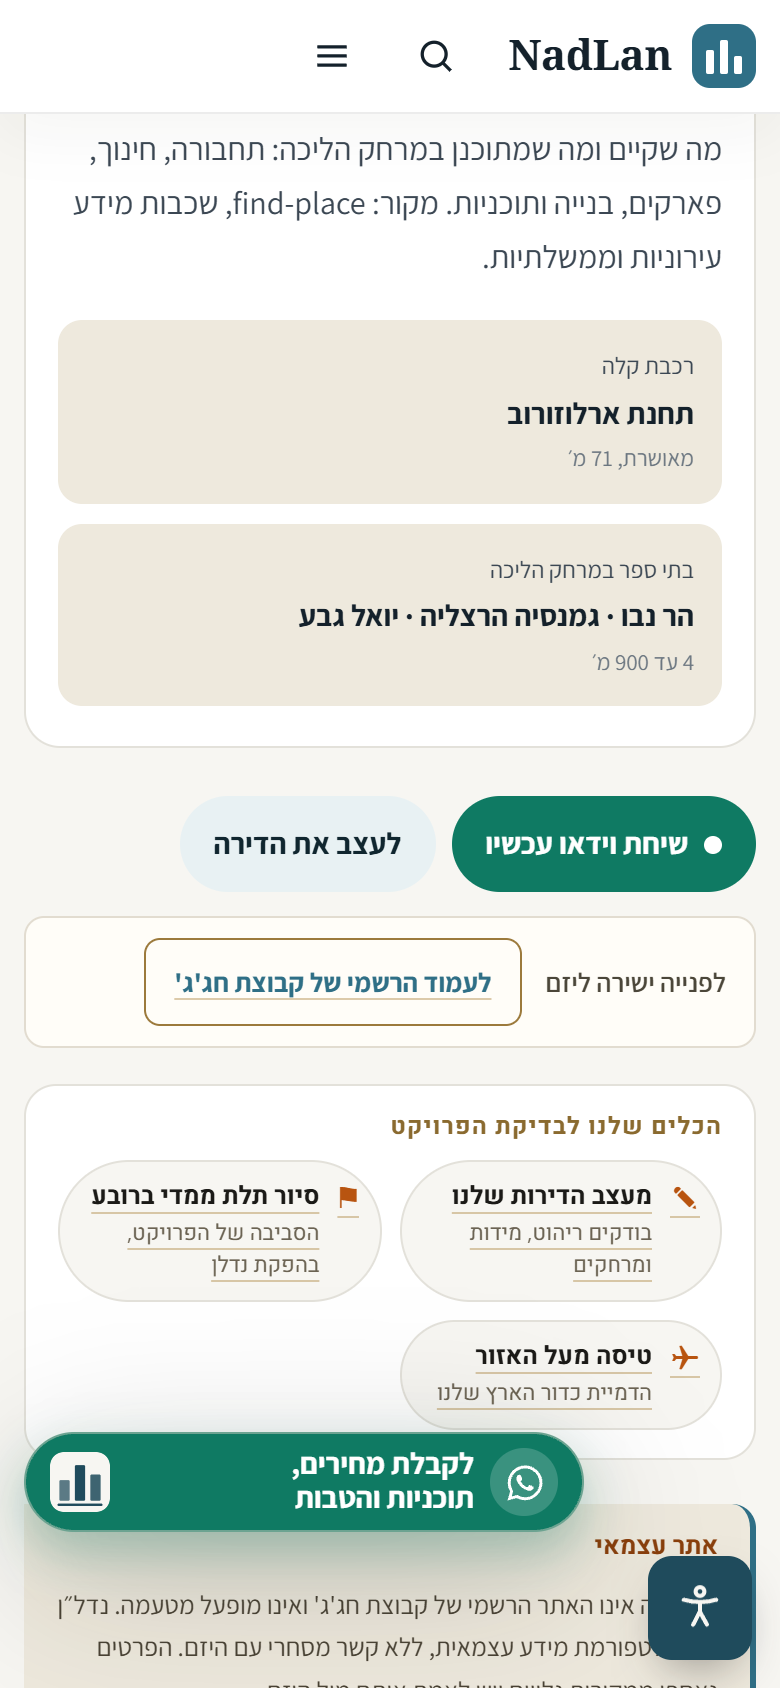 NadLan
מה שקיים ומה שמתוכנן במרחק הליכה: תחבורה, חינוך,
פארקים, בנייה ותוכניות. מקור: find-place, שכבות מידע
עירוניות וממשלתיות.
רכבת קלה
תחנת ארלוזורוב
מאושרת, 71 מ׳
בתי ספר במרחק הליכה
הר נבו · גמנסיה הרצליה · יואל גבע
4 עד 900 מ׳
שיחת וידאו עכשיו
לעצב את הדירה
לפנייה ישירה ליזם
לעמוד הרשמי של קבוצת חג'ג'
הכלים שלנו לבדיקת הפרויקט
מעצב הדירות שלנו
בודקים ריהוט, מידות
ומרחקים
סיור תלת ממדי ברובע
הסביבה של הפרויקט,
בהפקת נדלן
טיסה מעל האזור
הדמיית כדור הארץ שלנו
לקבלת מחירים,
תוכניות והטבות
אתר עצמאי
אינו האתר הרשמי של קבוצת חג'ג' ואינו מופעל מטעמה. נדל״ן
מידע עצמאית, ללא קשר מסחרי עם היזם. הפרטים